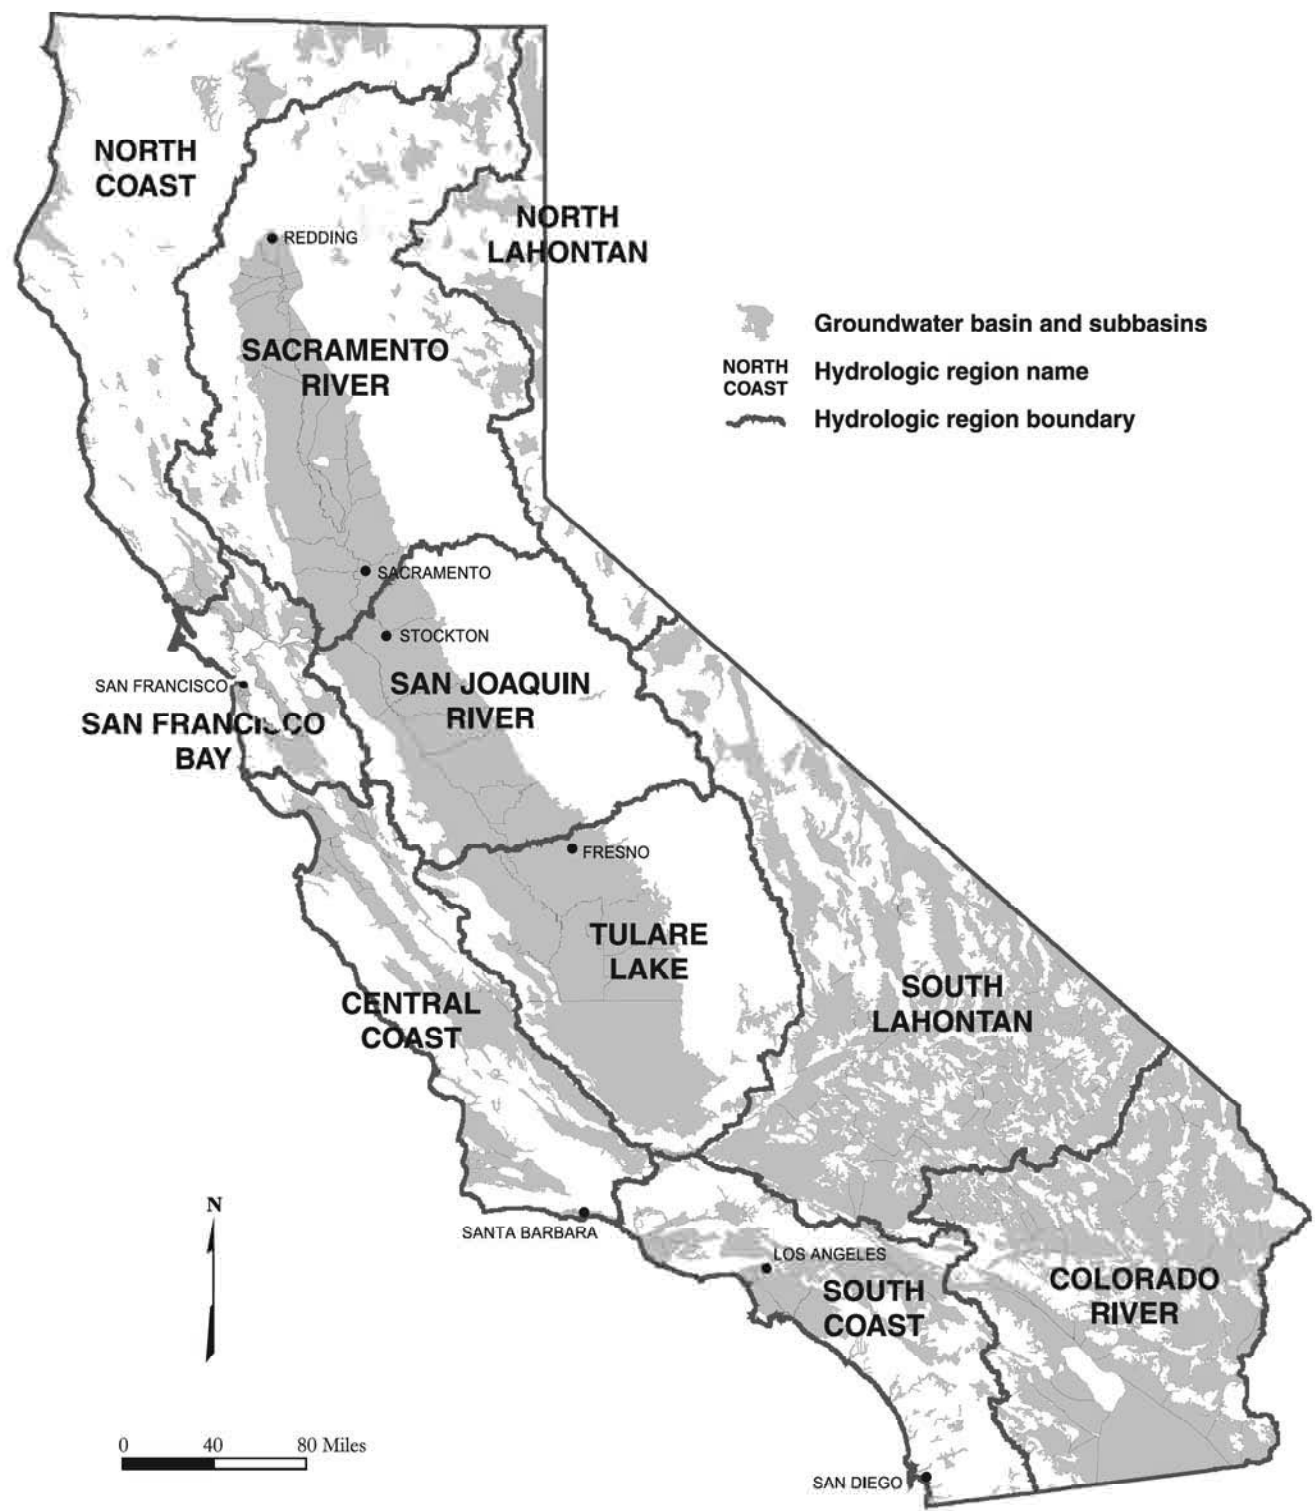 NORTH
COAST
NORTH
LAHONTAN
REDDING
Groundwater basin and subbasins
SACRAMENTO
RIVER
NORTH
COAST
Hydrologic region name
Hydrologic region boundary
SACRAMENTO
STOCKTON
SAN JOAQUIN
RIVER
SAN FRANCISCO
SAN FRANCISCO
BAY
FRESNO
TULARE
LAKE
SOUTH
LAHONTAN
CENTRAL
COAST
N
SANTA BARBARA
LOS ANGELES
SOUTH
COAST
COLORADO
RIVER
0 40 80 Miles
SAN DIEGO